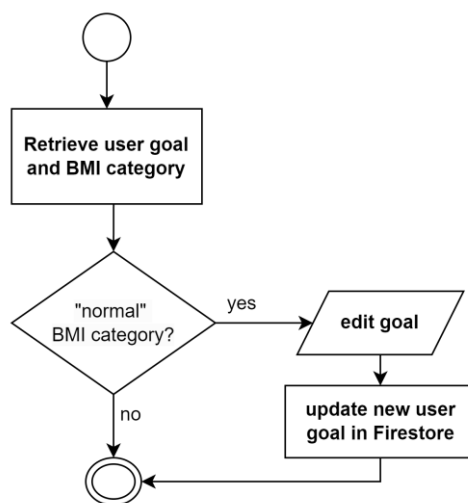 Retrieve user goal
and BMI category
"normal"
BMI category?
yes
edit goal
update new user
goal in Firestore
no